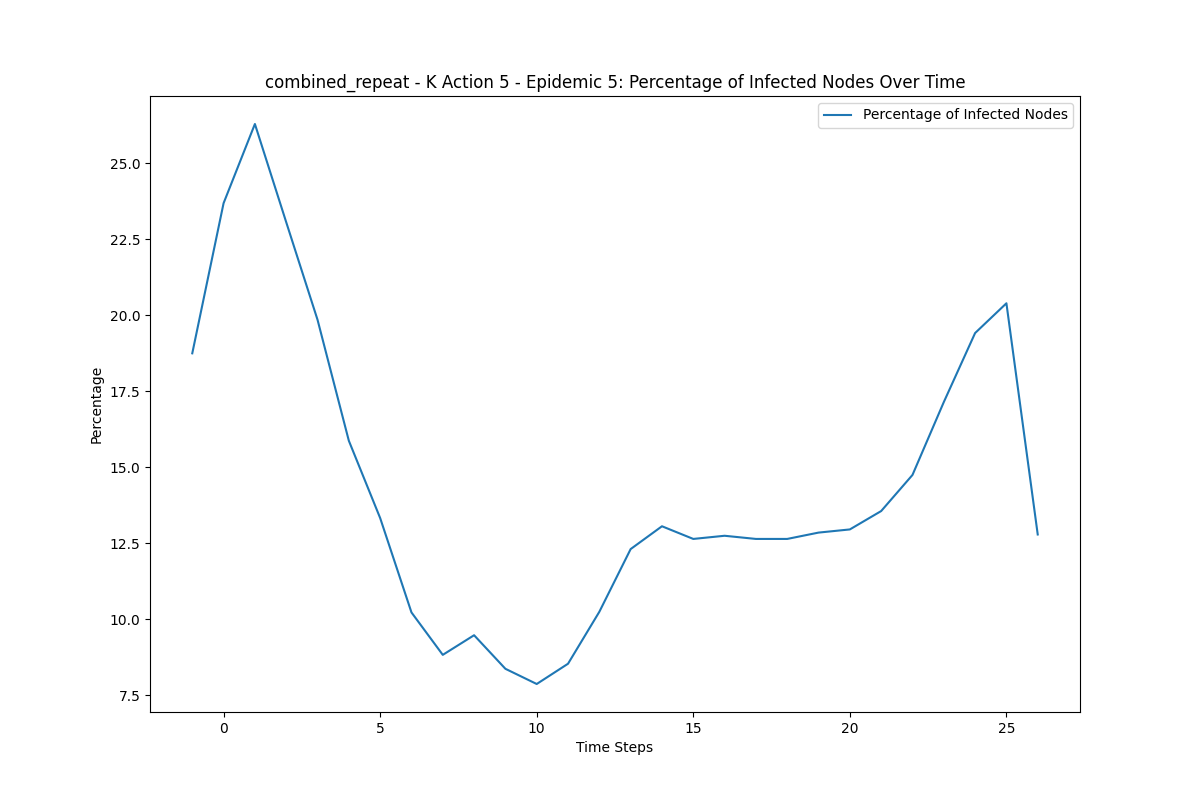 combined_repeat - K Action 5 - Epidemic 5: Percentage of Infected Nodes Over Time
Percentage of Infected Nodes
25.0
22.5
20.0
17.5
15.0
12.5
10.0
7.5
Percentage
0 5 10 15 20 25
Time Steps